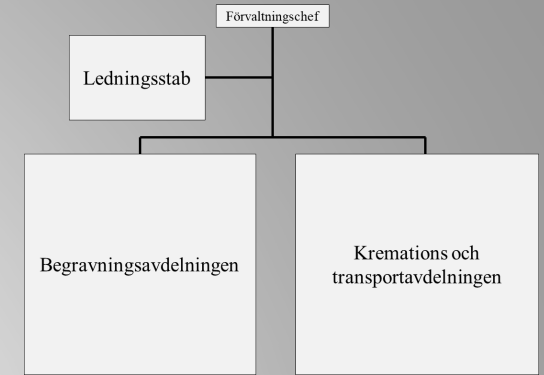 Förvaltningschef
Ledningsstab
Begravningsavdelningen
Kremations och
transportavdelningen